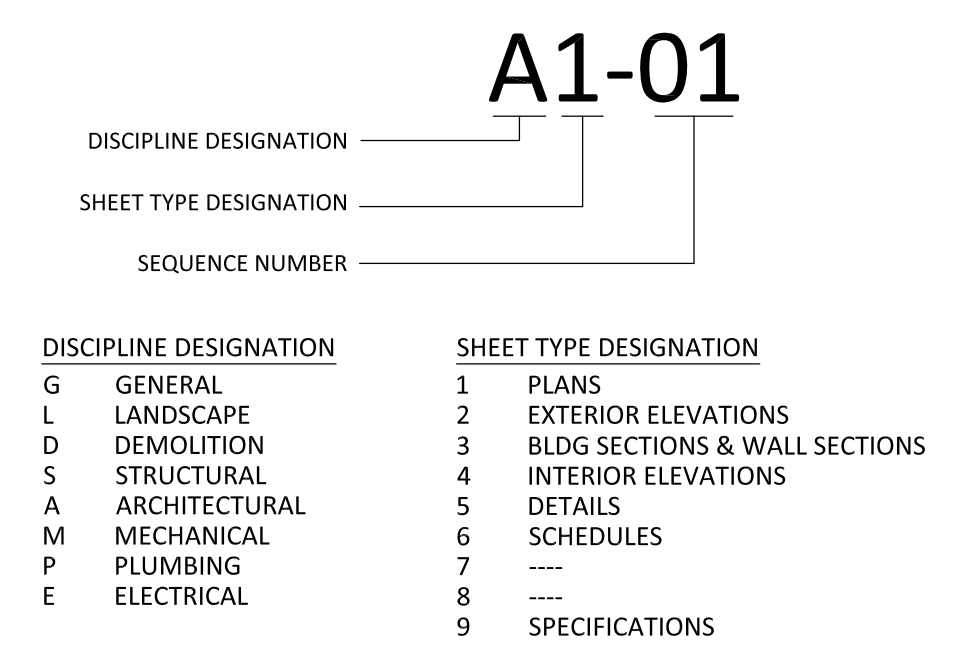 A1-01
DISCIPLINE DESIGNATION
SHEET TYPE DESIGNATION
SEQUENCE NUMBER
DISCIPLINE DESIGNATION
G GENERAL
L LANDSCAPE
D DEMOLITION
S STRUCTURAL
A ARCHITECTURAL
M MECHANICAL
P PLUMBING
E ELECTRICAL
SHEET TYPE DESIGNATION
1 PLANS
2 EXTERIOR ELEVATIONS
3 BLDG SECTIONS & WALL SECTIONS
4 INTERIOR ELEVATIONS
5 DETAILS
6 SCHEDULES
7 ----
8 ----
9 SPECIFICATIONS